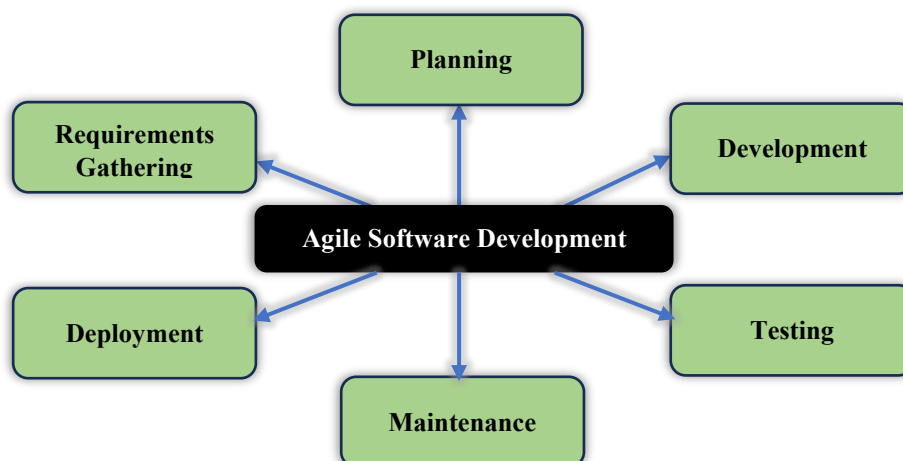 Planning
Requirements
Gathering
Development
Agile Software Development
Deployment
Testing
Maintenance